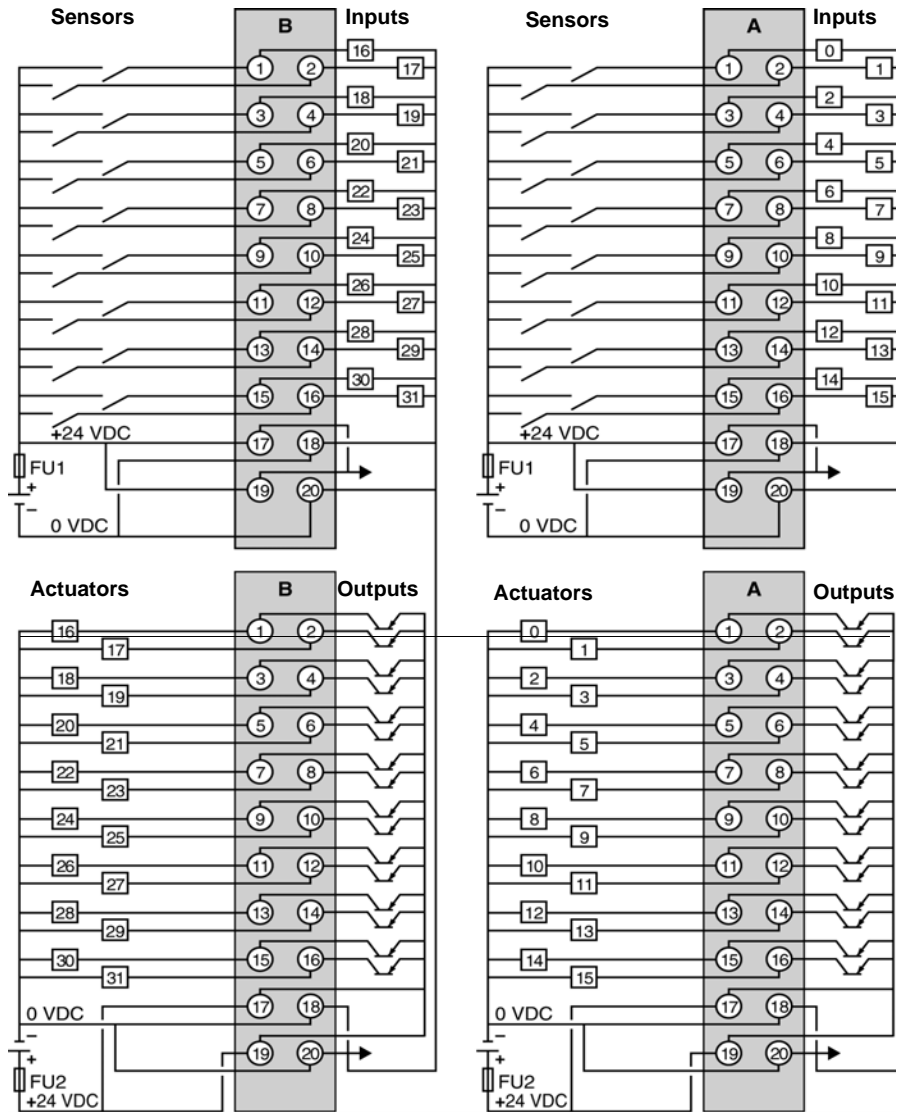 Sensors B Inputs Sensors A Inputs
16 0
1 2 17 1 2 1
18 2
3 4 19 3 4 3
20 4
5 6 21 5 6 5
22 6
7 8 23 7 8 7
24 8
9 10 25 9 10 9
26 10
11 12 27 11 12 11
28 12
13 14 29 13 14 13
30 14
15 16 31 15 16 15
+24 VDC 17 18 +24 VDC 17 18
FU1 FU1
+ 19 20 + 19 20
− −
0 VDC 0 VDC
Actuators B Outputs Actuators A Outputs
16 1 2 0 1 2
17 1
18 3 4 2 3 4
19 3
20 5 6 4 5 6
21 5
22 7 8 6 7 8
23 7
24 9 10 8 9 10
25 9
26 11 12 10 11 12
27 11
28 13 14 12 13 14
29 13
30 15 16 14 15 16
31 15
0 VDC 17 18 0 VDC 17 18
− −
+ 19 20 + 19 20
FU2 FU2
+24 VDC +24 VDC